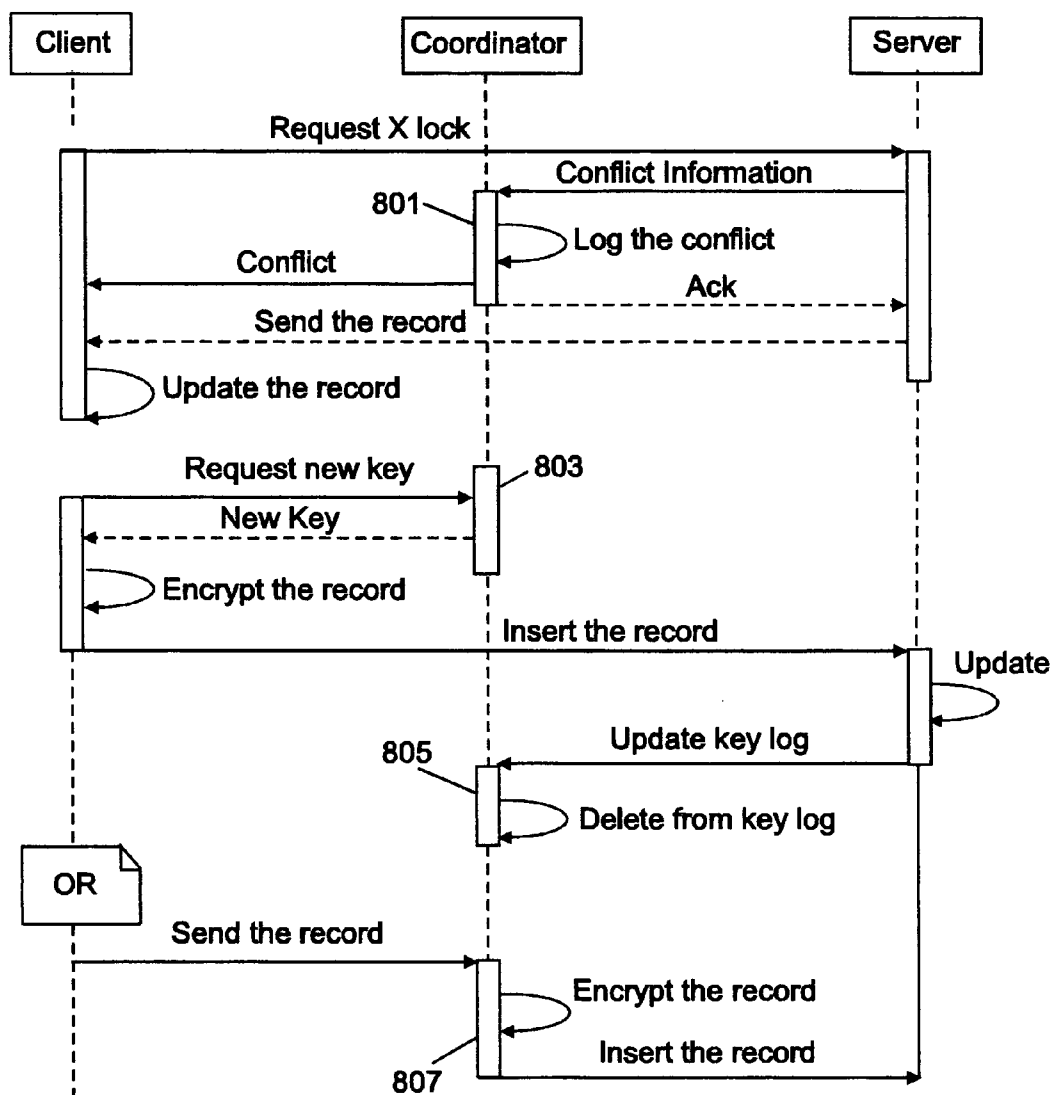 Client
Coordinator
Server
Request X lock
Conflict Information
801
Log the conflict
Conflict
Ack
Send the record
Update the record
Request new key
803
New Key
Encrypt the record
Insert the record
Update
Update key log
805
Delete from key log
OR
Send the record
Encrypt the record
Insert the record
807